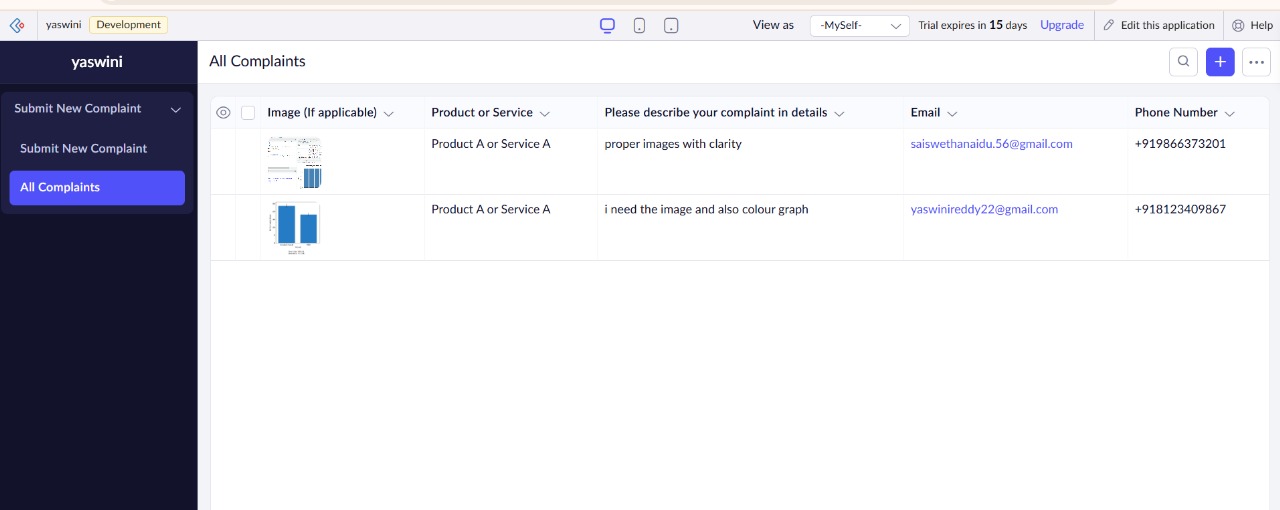 yaswini Development View as -MySelf- Trial expires in 15 days Upgrade Edit this application Help
yaswini
All Complaints
Submit New Complaint
Submit New Complaint
All Complaints
Image (If applicable) Product or Service Please describe your complaint in details Email Phone Number
Product A or Service A proper images with clarity saiswethanaidu.56@gmail.com +919866373201
Product A or Service A i need the image and also colour graph yaswinireddy22@gmail.com +918123409867